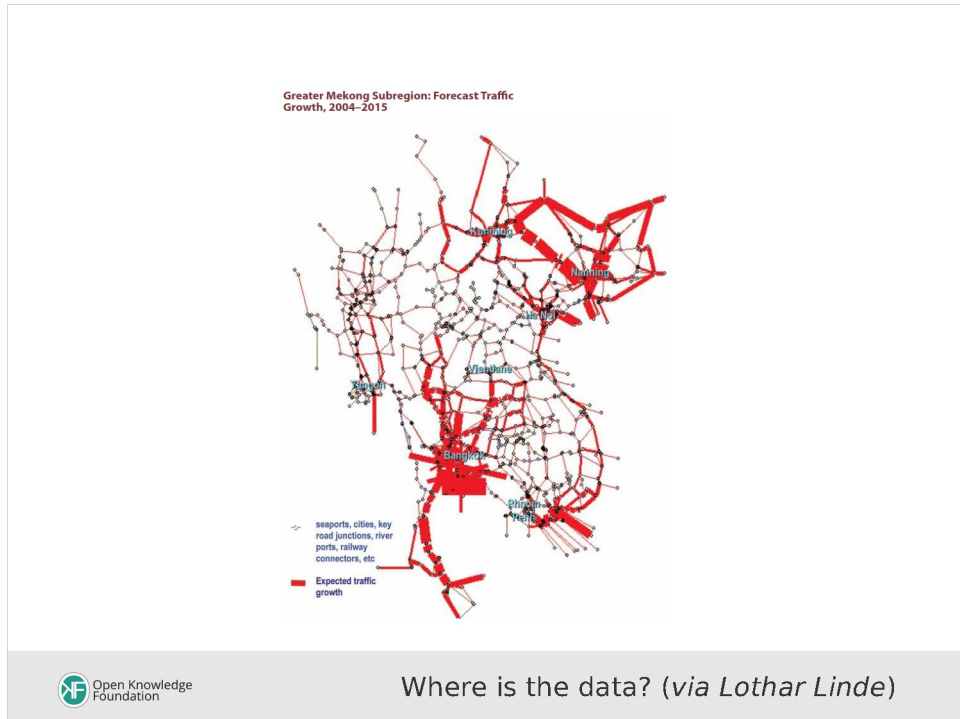 Greater Mekong Subregion: Forecast Traffic
Growth, 2004–2015
Kunming
Nanning
Ha Noi
Vientiane
Yangon
Bangkok
Phnom
Penh
seaports, cities, key
road junctions, river
ports, railway
connectors, etc
Expected traffic
growth
Open Knowledge
Foundation
Where is the data? (via Lothar Linde)